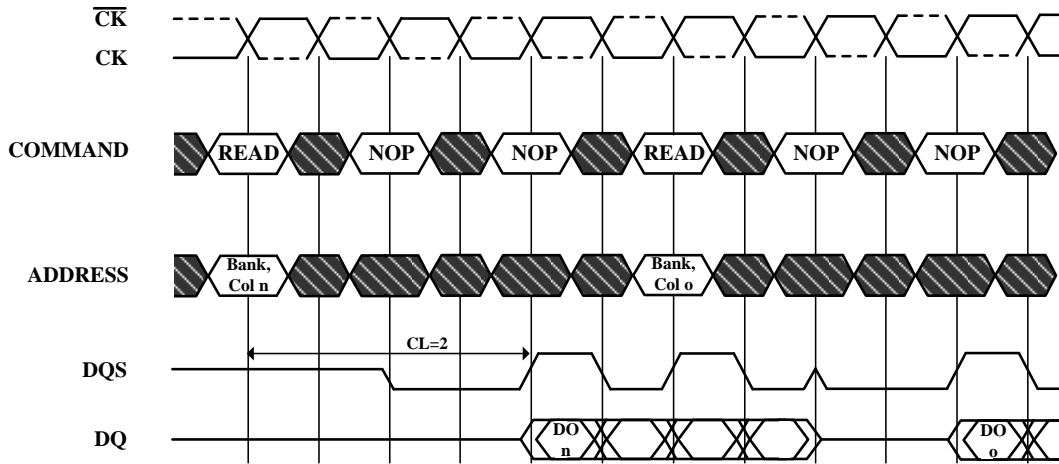 CK
CK
COMMAND
READ
NOP
NOP
READ
NOP
NOP
ADDRESS
Bank,
Col n
Bank,
Col o
CL=2
DQS
DQ
DO
n
DO
o